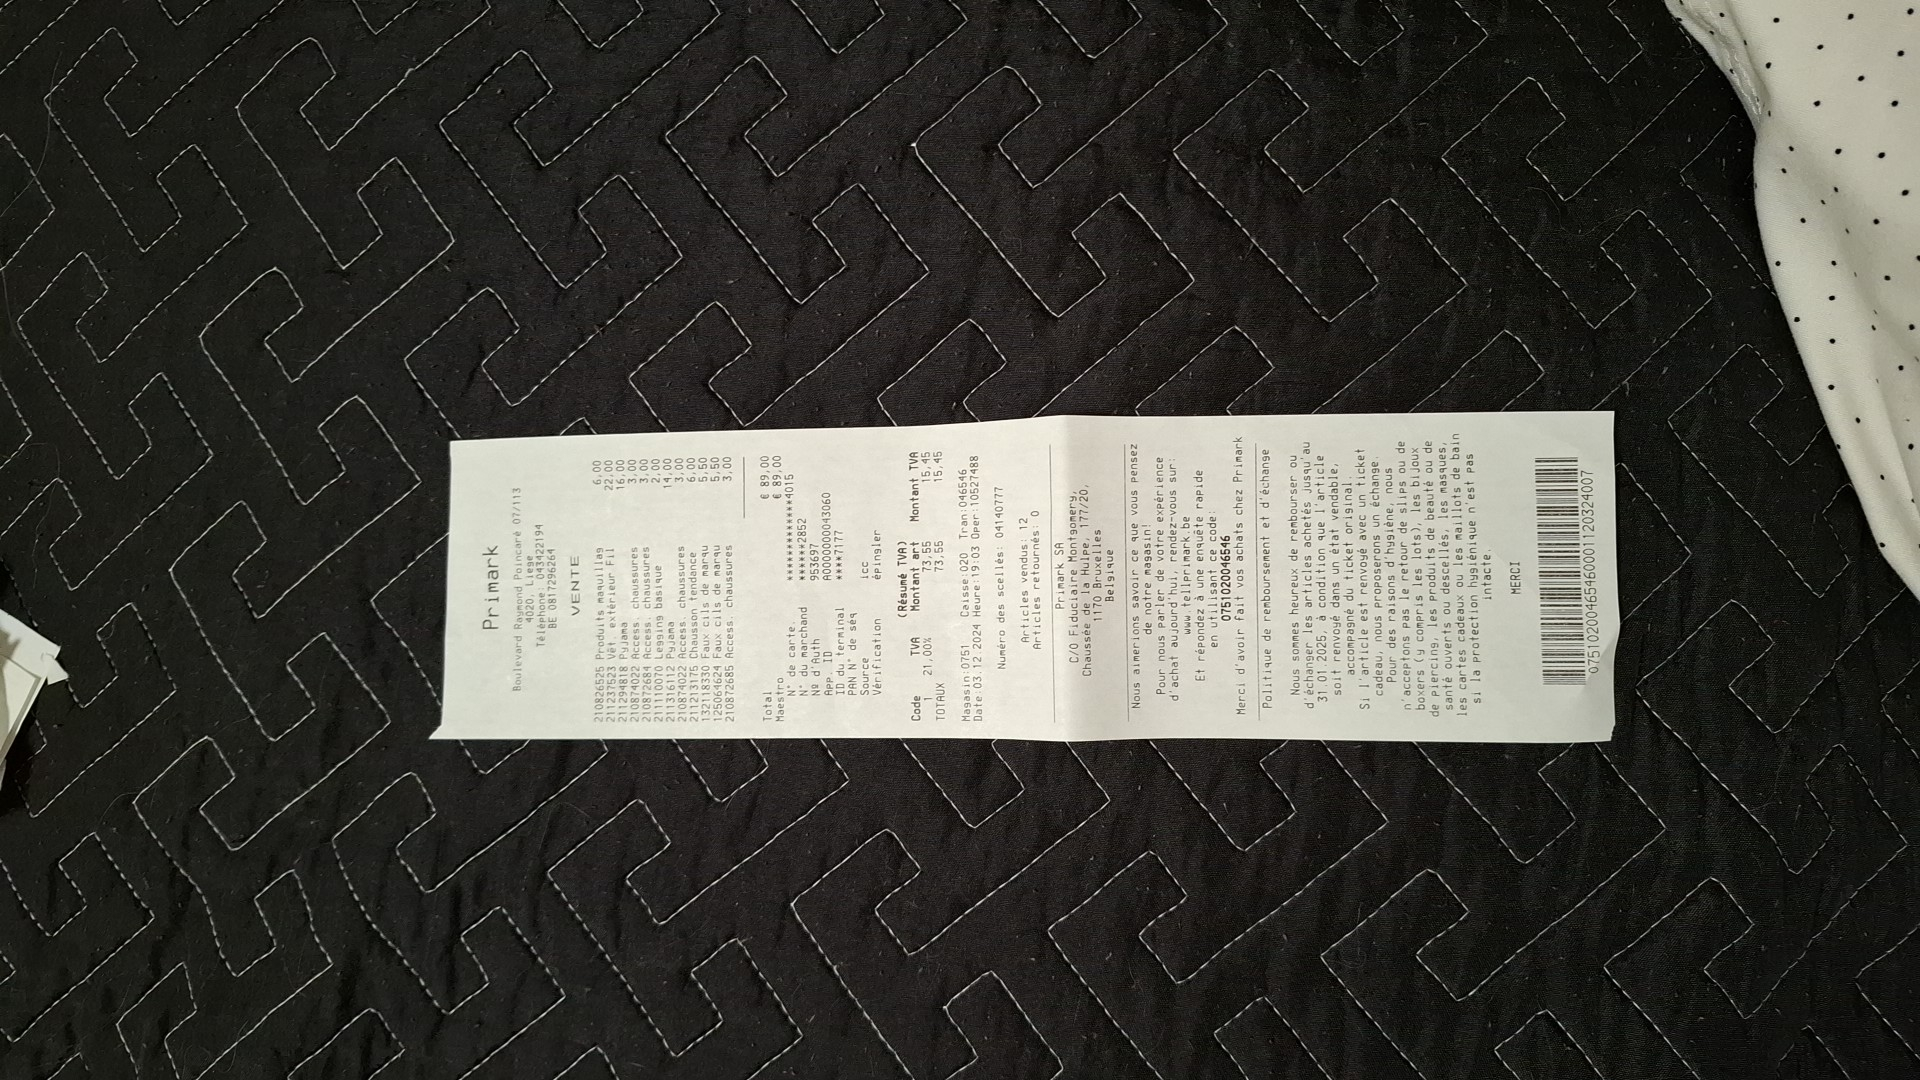 Primark
Boulevard Raymond Poincaré 07/113
4020, Liege
Téléphone: 043422194
BE 0817296264
VENTE
210826525 Produits maquillag 6,00
211237523 Vêt. extérieur Fil 22,00
211294818 Pyjama 16,00
210874022 Access. chaussures 3,00
210872684 Access. chaussures 3,00
211110070 Legging basique 2,00
211316112 Pyjama 14,00
210874022 Access. chaussures 3,00
211213175 Chausson tendance 6,00
132118330 Faux cils de marqu 5,50
125064624 Faux cils de marqu 5,50
210872685 Access. chaussures 3,00
Total € 89,00
Maestro € 89,00
N° de carte. ***************4015
N° du marchand *****2852
Nº d'Auth 953697
App. ID A0000000043060
ID du terminal ****7177
PAN N° de séq
Source icc
Vérification épingler
(Résumé TVA)
Code TVA Montant art Montant TVA
1 21,00% 73,55 15,45
TOTAUX 73,55 15,45
Magasin:0751 Caisse:020 Tran:046546
Date:03.12.2024 Heure:19:03 Oper:10527488
Numéro des scellés: 04140777
Articles vendus: 12
Articles retournés: 0
Primark SA
C/O Fiduciaire Montgomery,
Chaussée de la Hulpe, 177/20,
1170 Bruxelles
Belgique
Nous aimerions savoir ce que vous pensez
de notre magasin!
Pour nous parler de votre expérience
d'achat aujourd'hui, rendez-vous sur:
www.tellprimark.be
Et répondez à une enquête rapide
en utilisant ce code:
0751020046546
Merci d'avoir fait vos achats chez Primark
Politique de remboursement et d'échange
Nous sommes heureux de rembourser ou
d'échanger les articles achetés jusqu'au
31.01.2025, à condition que l'article
soit renvoyé dans un état vendable,
accompagné du ticket original.
Si l'article est renvoyé avec un ticket
cadeau, nous proposerons un échange.
Pour des raisons d'hygiène, nous
n'acceptons pas le retour de slips ou de
boxers (y compris les lots), les bijoux
de piercing, les produits de beauté ou de
santé ouverts ou descellés, les masques,
les cartes cadeaux ou les maillots de bain
si la protection hygiénique n'est pas
intacte.
MERCI
0751020046546000112032400​7